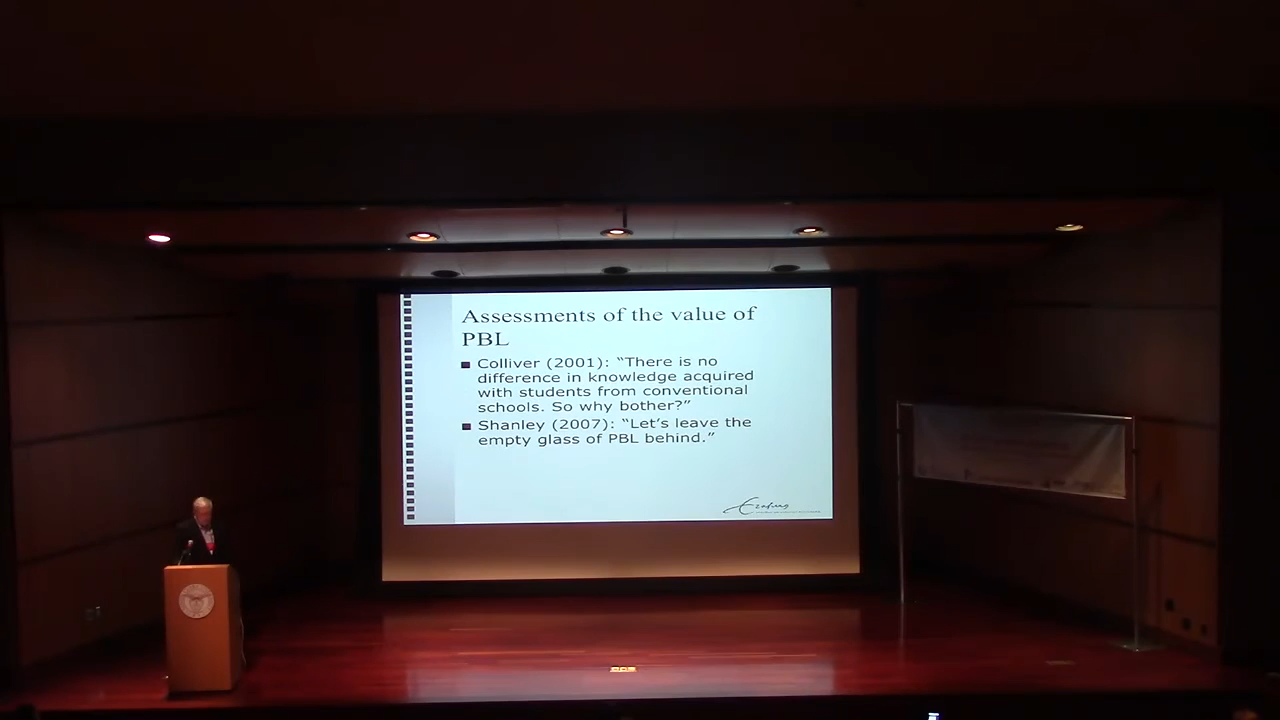 Assessments of the value of
PBL
Colliver (2001): “There is no
difference in knowledge acquired
with students from conventional
schools. So why bother?”
Shanley (2007): “Let’s leave the
empty glass of PBL behind.”
Erasmus